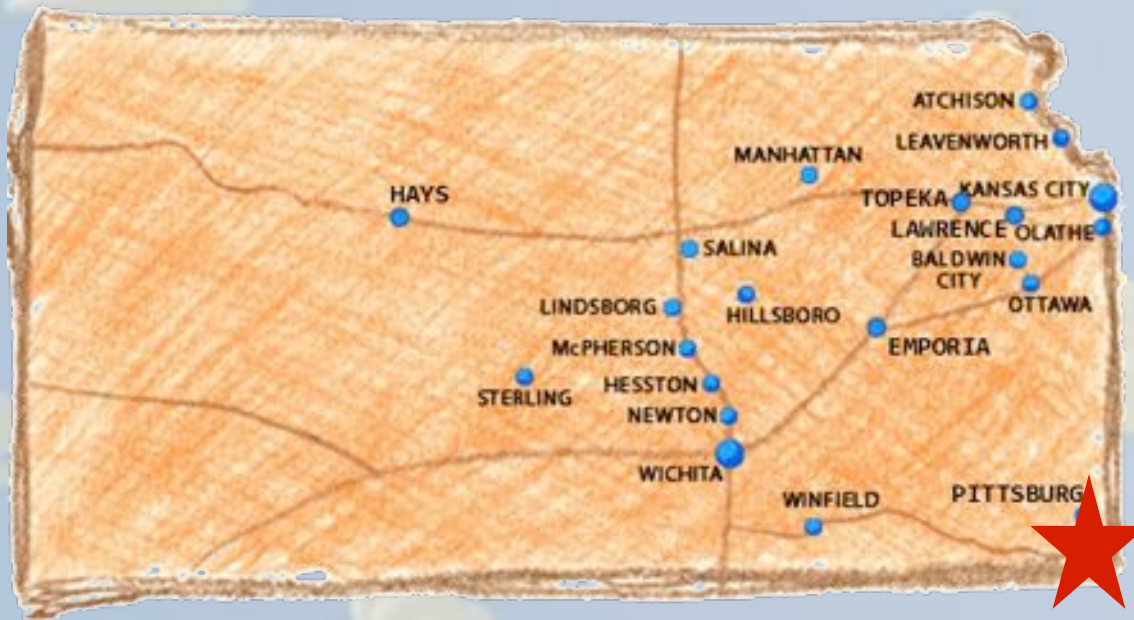 ATCHISON
LEAVENWORTH
MANHATTAN
HAYS
TOPEKA
KANSAS CITY
LAWRENCE
OLATHE
SALINA
BALDWIN
CITY
LINDSBORG
HILLSBORO
OTTAWA
McPHERSON
EMPORIA
STERLING
HESSTON
NEWTON
WICHITA
WINFIELD
PITTSBURG